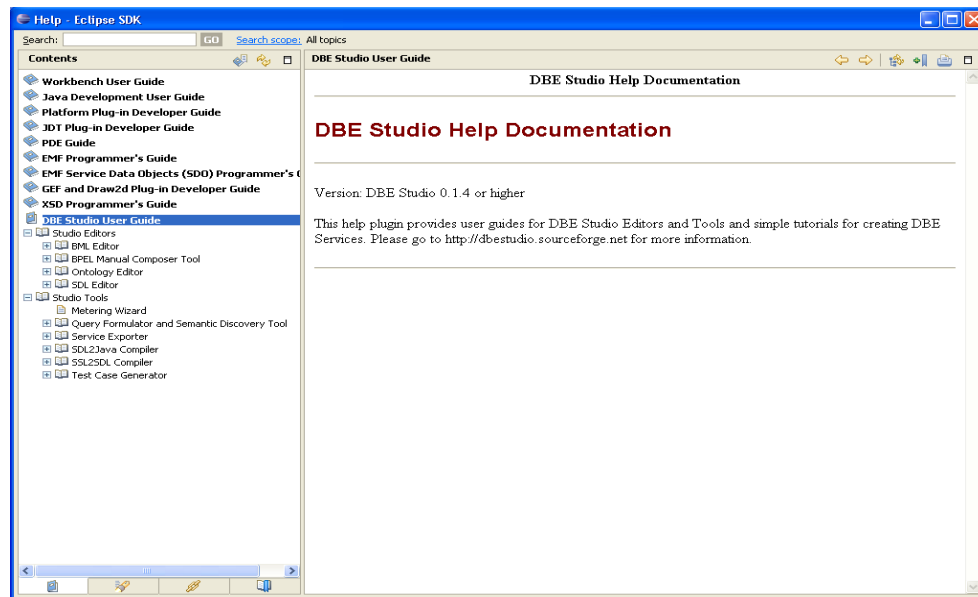 Help - Eclipse SDK
Search: GO Search scope: All topics
Contents
Workbench User Guide
Java Development User Guide
Platform Plug-in Developer Guide
JDT Plug-in Developer Guide
PDE Guide
EMF Programmer's Guide
EMF Service Data Objects (SDO) Programmer's
GEF and Draw2d Plug-in Developer Guide
XSD Programmer's Guide
DBE Studio User Guide
Studio Editors
BML Editor
BPEL Manual Composer Tool
Ontology Editor
SDL Editor
Studio Tools
Metering Wizard
Query Formulator and Semantic Discovery Tool
Service Exporter
SDL2Java Compiler
SSL2SDL Compiler
Test Case Generator
DBE Studio User Guide
DBE Studio Help Documentation
DBE Studio Help Documentation
Version: DBE Studio 0.1.4 or higher
This help plugin provides user guides for DBE Studio Editors and Tools and simple tutorials for creating DBE
Services. Please go to http://dbestudio.sourceforge.net for more information.